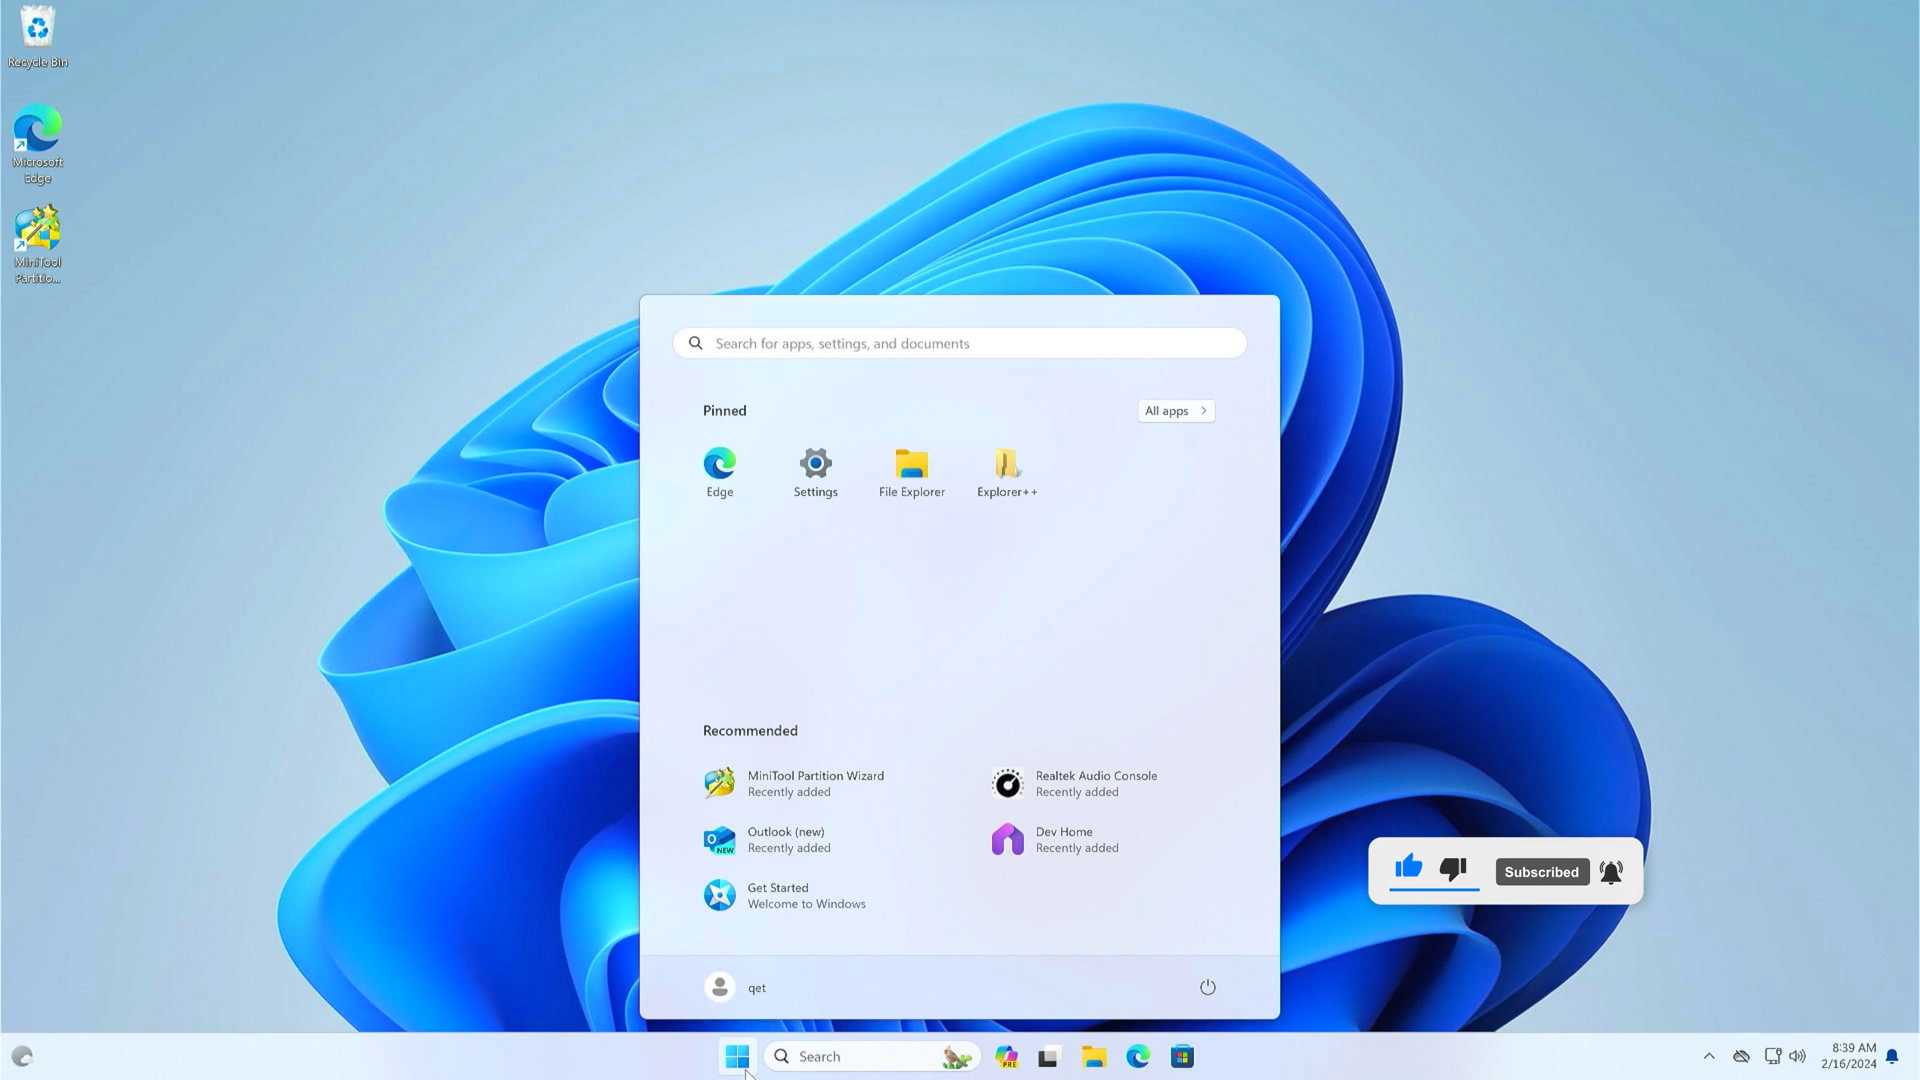 Recycle Bin
Microsoft
Edge
MiniTool
Partitio...
Search for apps, settings, and documents
Pinned
All apps
Edge
Settings
File Explorer
Explorer++
Recommended
MiniTool Partition Wizard
Recently added
Realtek Audio Console
Recently added
Outlook (new)
Recently added
NEW
Dev Home
Recently added
Get Started
Welcome to Windows
Subscribed
qet
Search
PRE
8:39 AM
2/16/2024